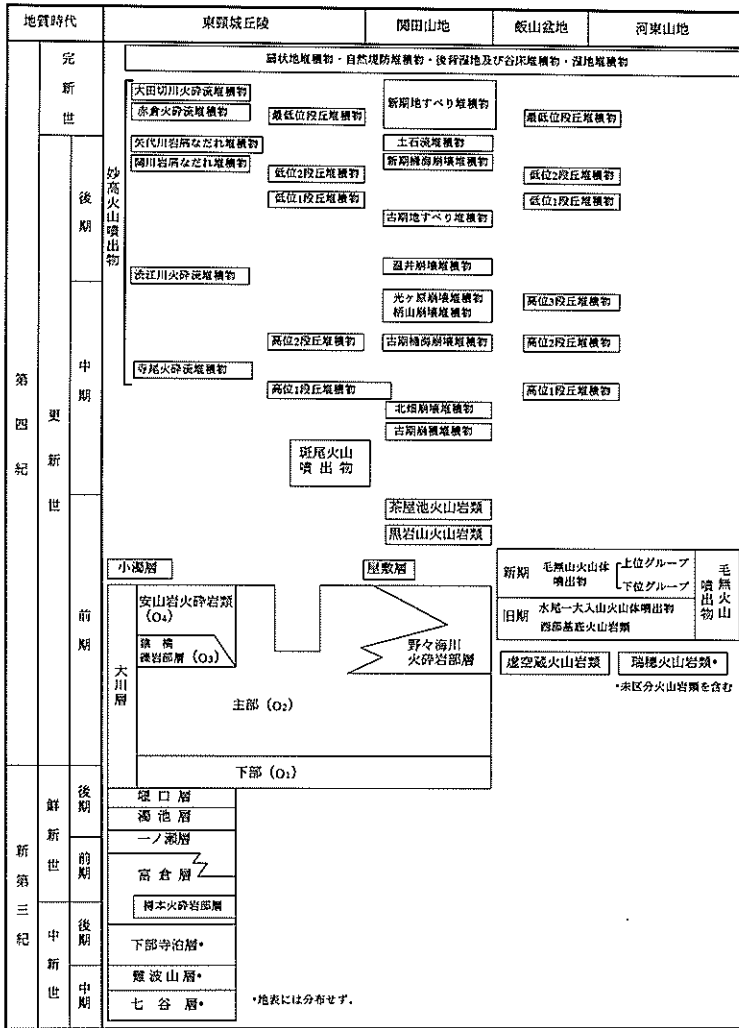 地質時代
東頸城丘陵
関田山地
飯山盆地
河東山地
第四紀
完新世
更新世
後期
中期
前期
扇状地堆積物・自然堤防堆積物・後背湿地及び谷床堆積物・湿地堆積物
妙高火山噴出物
大田切川火砕流堆積物
赤倉火砕流堆積物
最低位段丘堆積物
新期地すべり堆積物
最低位段丘堆積物
矢代川岩屑なだれ堆積物
土石流堆積物
関川岩屑なだれ堆積物
新期桶海崩壊堆積物
低位2段丘堆積物
低位2段丘堆積物
低位1段丘堆積物
低位1段丘堆積物
古期地すべり堆積物
温井崩壊堆積物
渋江川火砕流堆積物
光ヶ原崩壊堆積物
柄山崩壊堆積物
高位3段丘堆積物
高位2段丘堆積物
古期桶海崩壊堆積物
高位2段丘堆積物
寺尾火砕流堆積物
高位1段丘堆積物
高位1段丘堆積物
北畑崩壊堆積物
古期崩積堆積物
斑尾火山
噴出物
茶屋池火山岩類
黒岩山火山岩類
小濁層
屋敷層
新期
毛無山火山体
噴出物
上位グループ
下位グループ
旧期
水尾ー大入山火山体噴出物
西部基底火山岩類
毛無火山
噴出物
虚空蔵火山岩類
瑞穂火山岩類*
*未区分火山岩類を含む
大川層
安山岩火砕岩類
(O4)
猿橋
礫岩部層 (O3)
野々海川
火砕岩部層
主部 (O2)
下部 (O1)
新第三紀
鮮新世
後期
前期
中新世
後期
中期
堰口層
濁池層
一ノ瀬層
富倉層
樽本火砕岩部層
下部寺泊層*
難波山層*
七谷層*
*地表には分布せず.